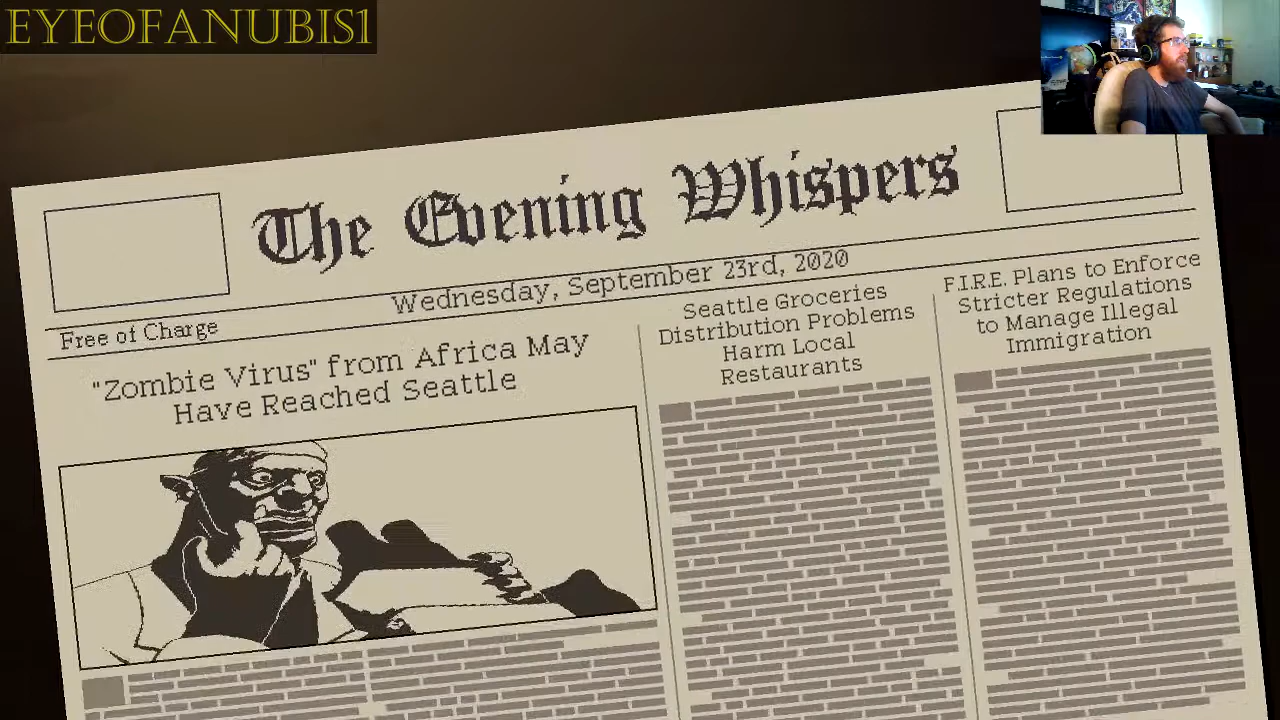 EYEOFANUBIS1
The Evening Whispers
Wednesday, September 23rd, 2020
Free of Charge
"Zombie Virus" from Africa May
Have Reached Seattle
Seattle Groceries
Distribution Problems
Harm Local
Restaurants
F.I.R.E. Plans to Enforce
Stricter Regulations
to Manage Illegal
Immigration